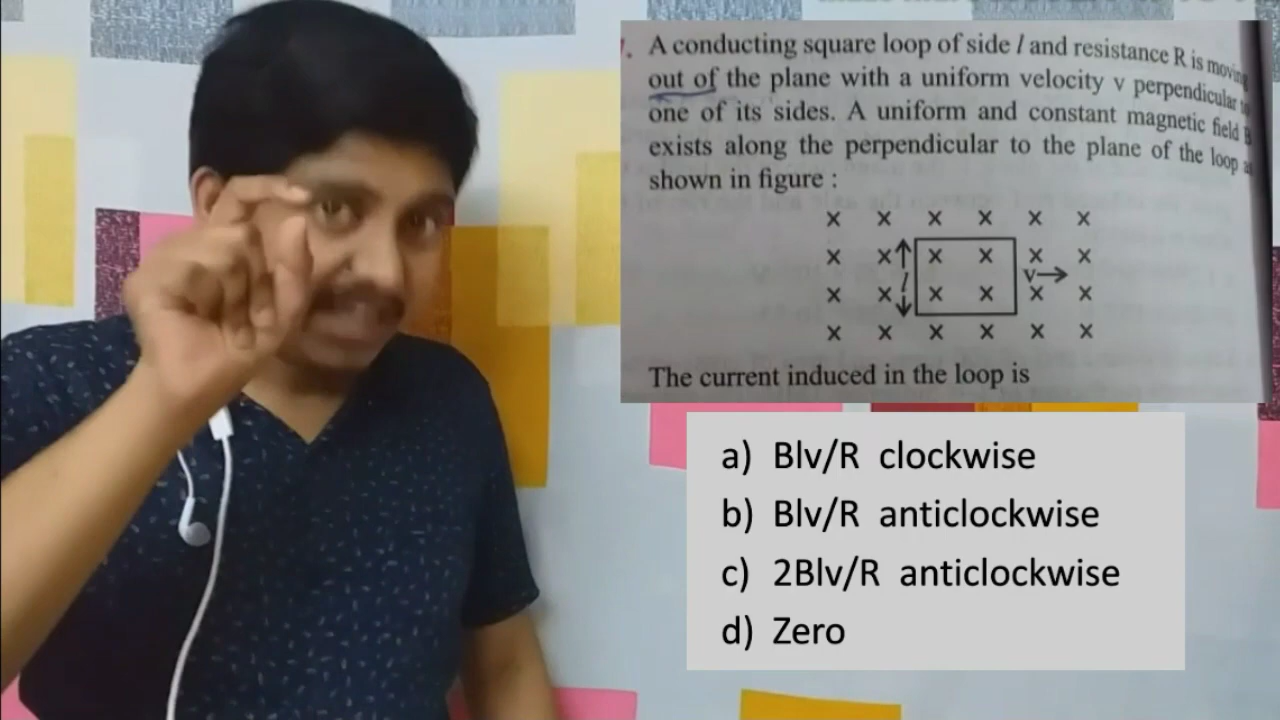 . A conducting square loop of side l and resistance R is moving
out of the plane with a uniform velocity v perpendicular to
one of its sides. A uniform and constant magnetic field B
exists along the perpendicular to the plane of the loop
shown in figure :
× × × × × ×
× × × × × ×
l v
× × × × × ×
× × × × × ×
The current induced in the loop is
a) Blv/R clockwise
b) Blv/R anticlockwise
c) 2Blv/R anticlockwise
d) Zero